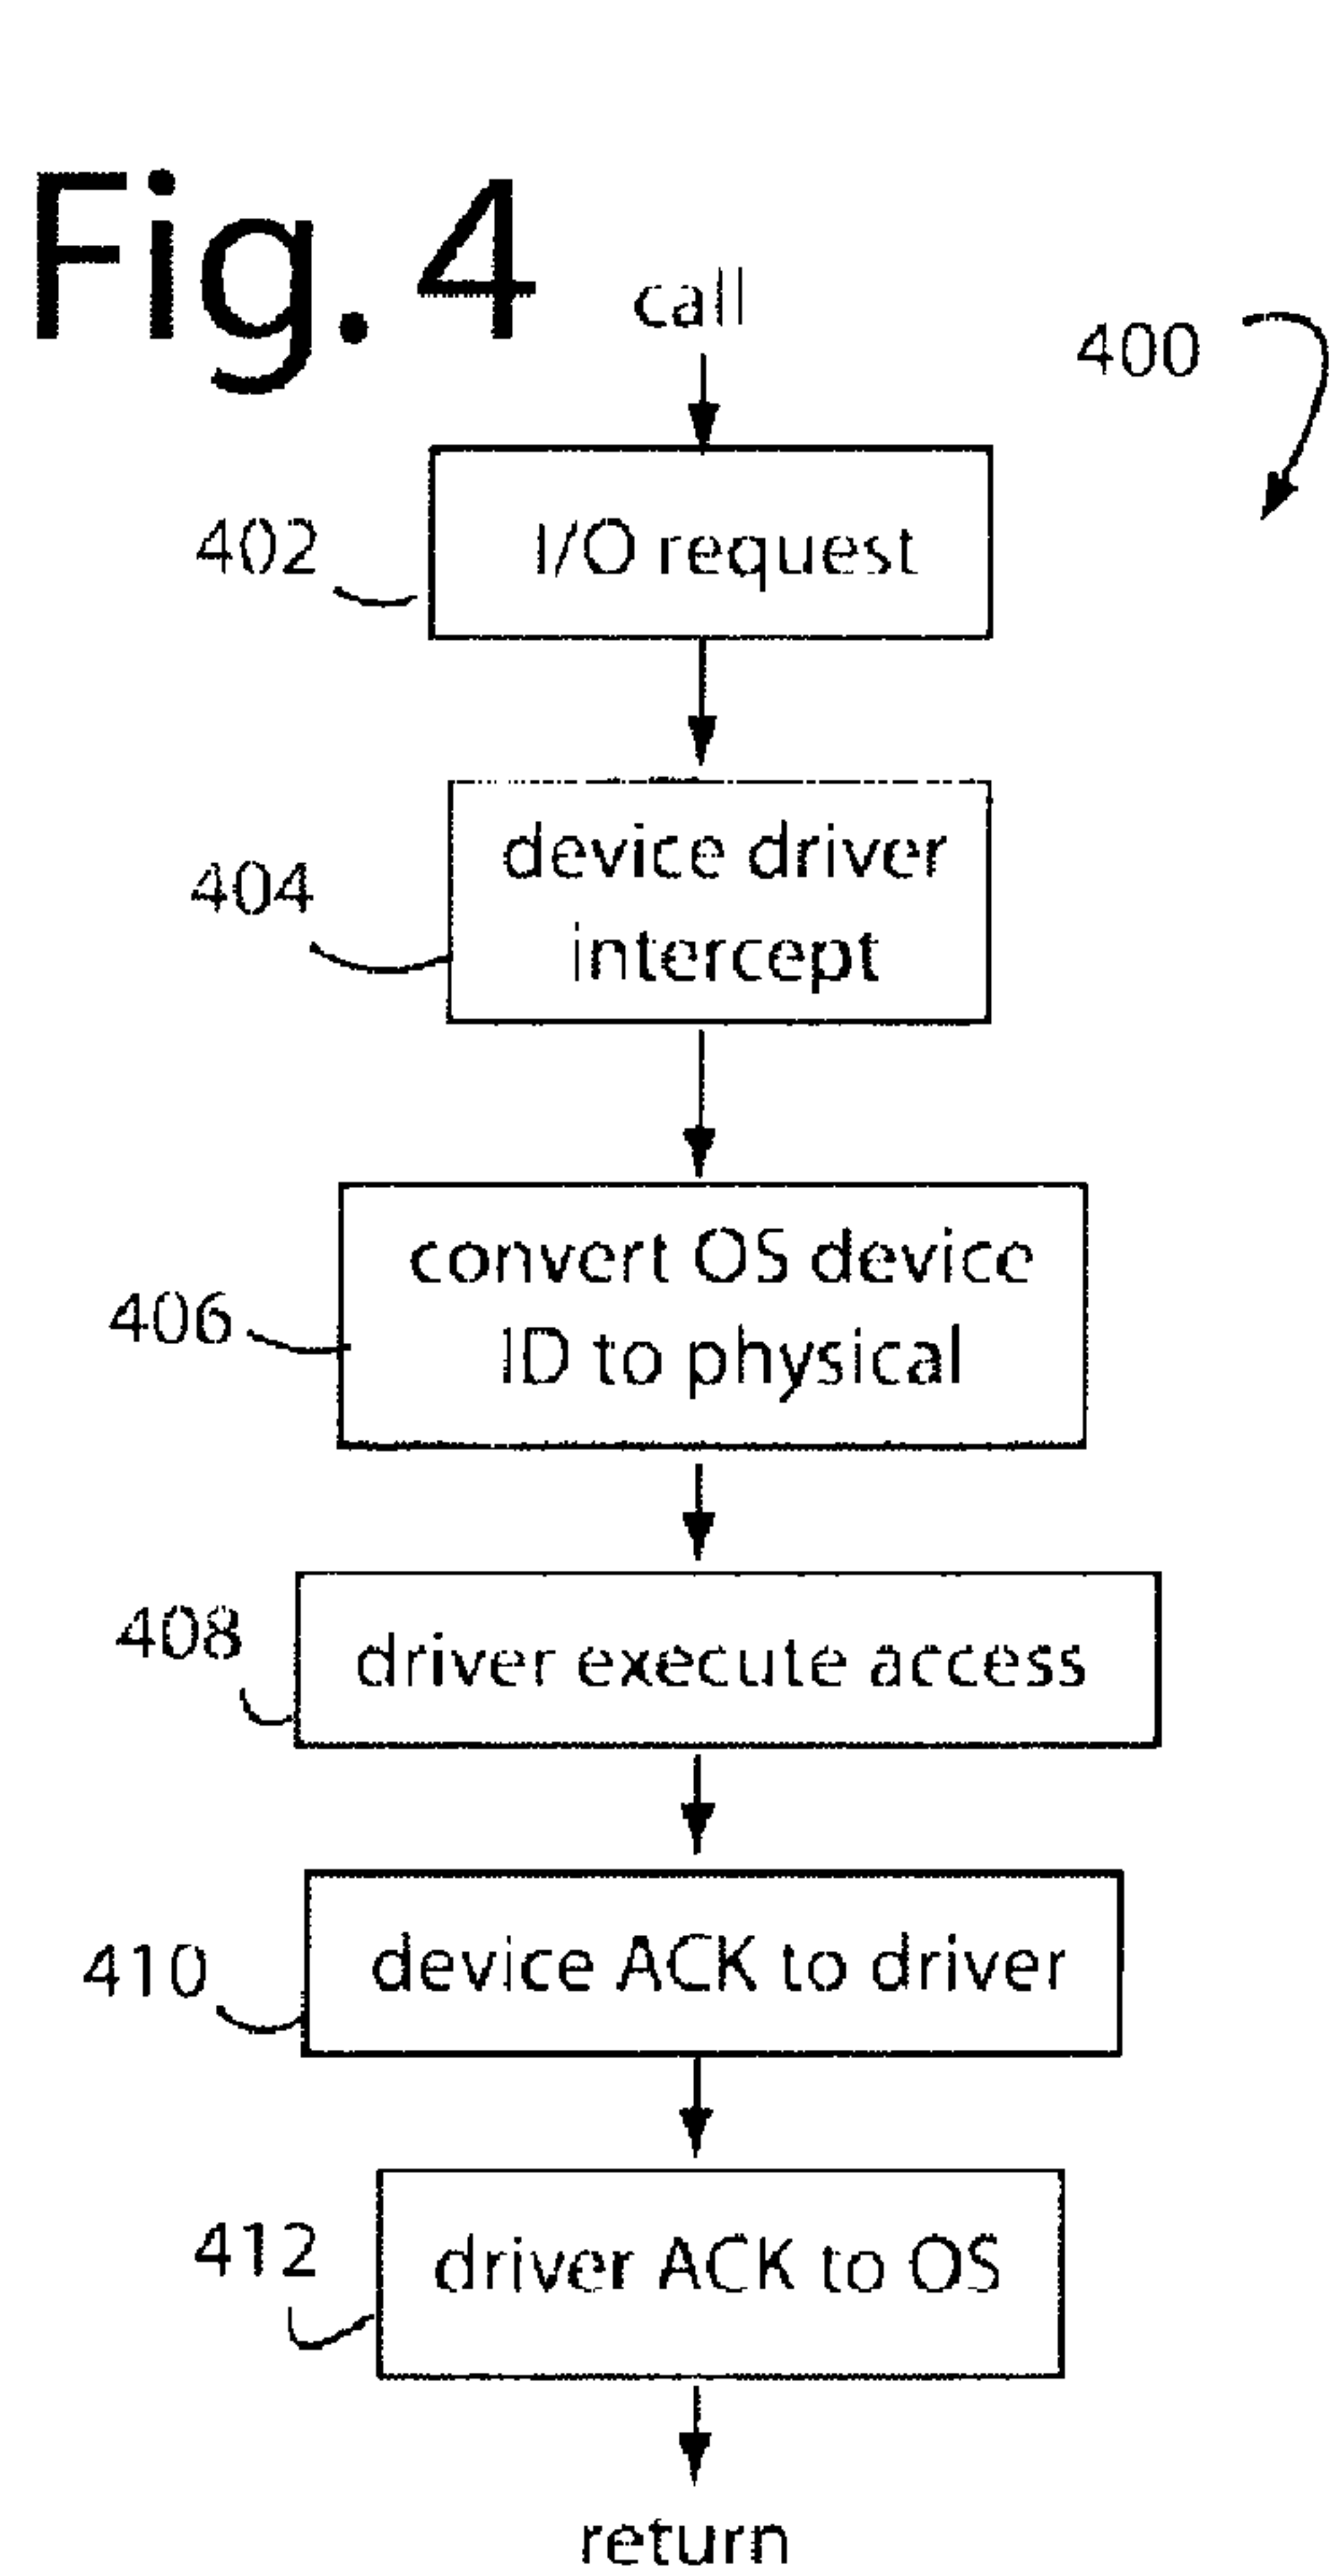 Fig. 4
call
400
402
I/O request
404
device driver
intercept
406
convert OS device
ID to physical
408
driver execute access
410
device ACK to driver
412
driver ACK to OS
return